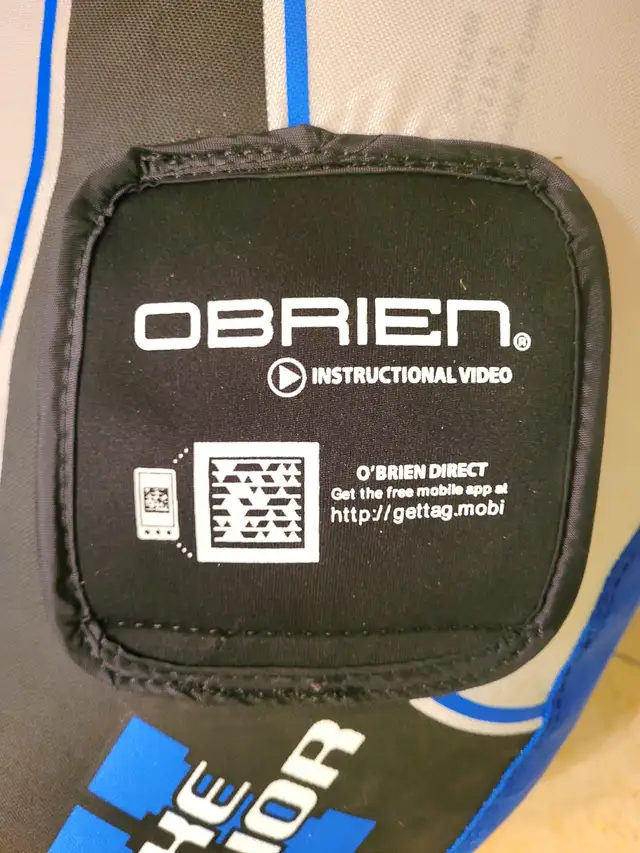 OBRIEN®
INSTRUCTIONAL VIDEO
O'BRIEN DIRECT
Get the free mobile app at
http://gettag.mobi